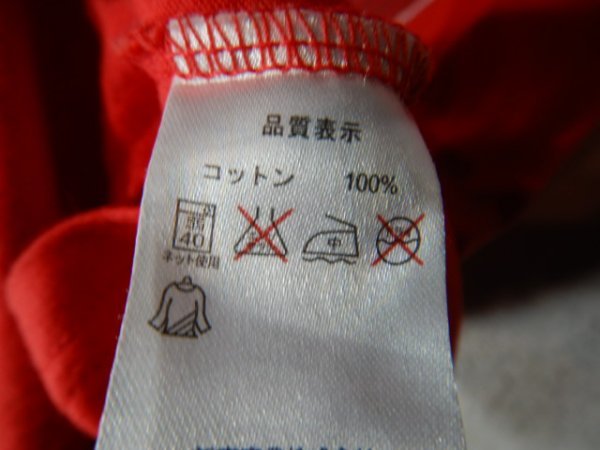 品質表示
コットン 100%
弱
40
中
ネット使用